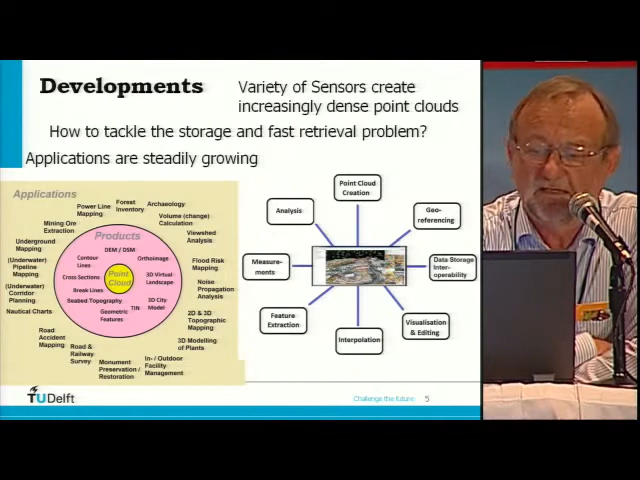 Developments
Variety of Sensors create
increasingly dense point clouds
How to tackle the storage and fast retrieval problem?
Applications are steadily growing
Applications
Power Line
Mapping
Forest
Inventory
Archaeology
Volume (change)
Calculation
Mining Ore
Extraction
Viewshed
Analysis
Underground
Mapping
Flood Risk
Mapping
(Underwater)
Pipeline
Mapping
Noise
Propagation
Analysis
(Underwater)
Corridor
Planning
Nautical Charts
2D & 3D
Topographic
Mapping
Road
Accident
Mapping
3D Modelling
of Plants
Road &
Railway
Survey
Monument
Preservation /
Restoration
In- / Outdoor
Facility
Management
Products
DEM / DSM
Contour
Lines
Orthoimage
Cross Sections
3D Virtual
Landscape
Break Lines
Seabed Topography
3D City
Model
TIN
Geometric
Features
Point
Cloud
Point Cloud
Creation
Analysis
Geo-
referencing
Measure-
ments
Data Storage
Inter-
operability
Feature
Extraction
Visualisation
& Editing
Interpolation
TUDelft
Challenge the future
5